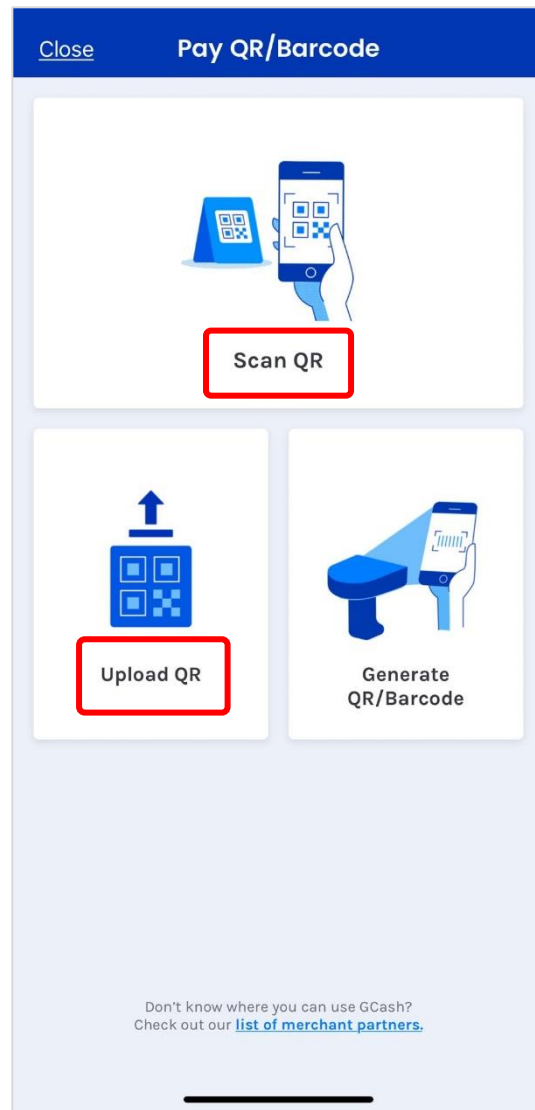 Close
Pay QR/Barcode
Scan QR
Upload QR
Generate
QR/Barcode
Don't know where you can use GCash?
Check out our list of merchant partners.